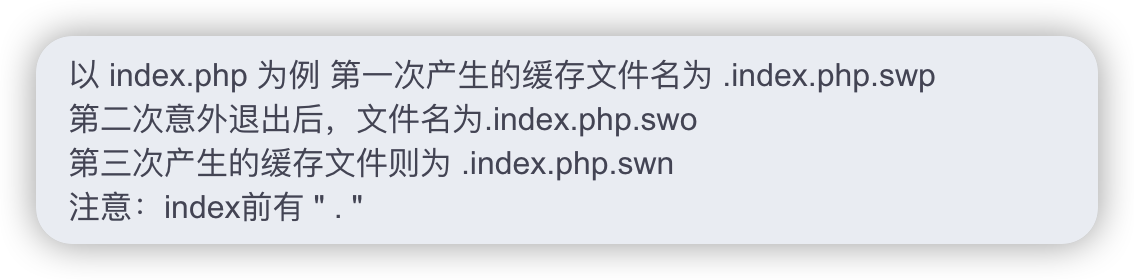 以 index.php 为例 第一次产生的缓存文件名为 .index.php.swp
第二次意外退出后，文件名为.index.php.swo
第三次产生的缓存文件则为 .index.php.swn
注意：index前有 " . "